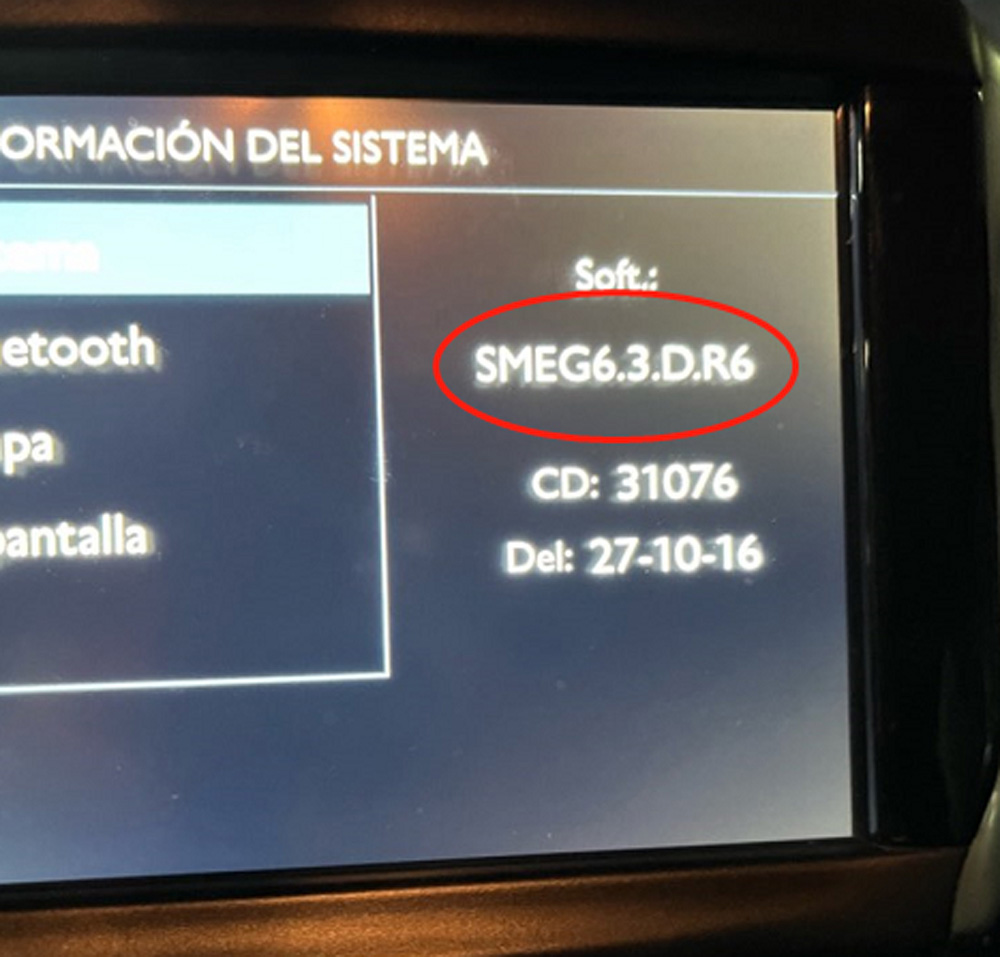 ORMACIÓN DEL SISTEMA
Soft.:
etooth
SMEG6.3.D.R6
pa
CD: 31076
pantalla
Del: 27-10-16